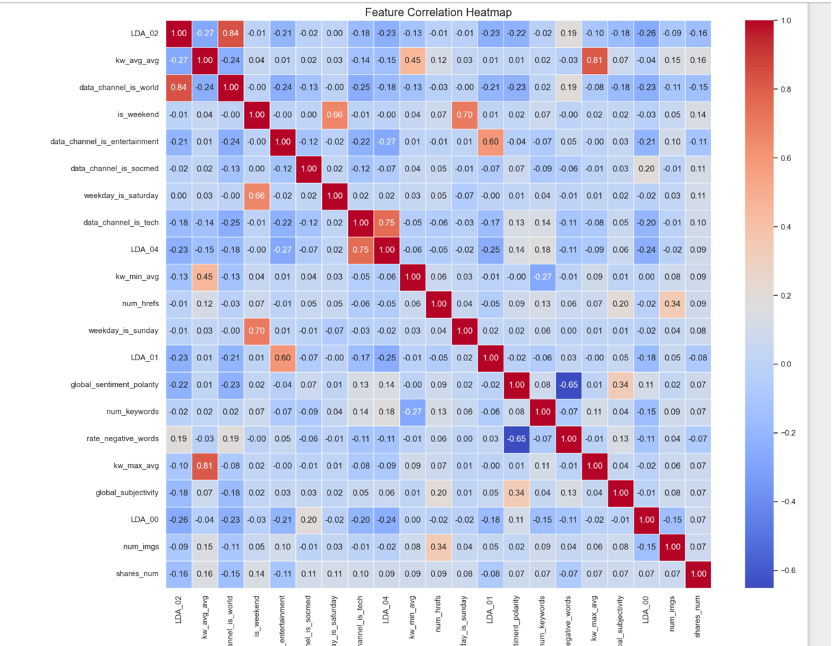 Feature Correlation Heatmap
LDA_02 1.00 -0.27 0.84 -0.01 -0.21 -0.02 0.00 -0.18 -0.23 -0.13 -0.01 -0.01 -0.23 -0.22 -0.02 0.19 -0.10 -0.18 -0.26 -0.09 -0.16
kw_avg_avg -0.27 1.00 -0.24 0.04 0.01 0.02 0.03 -0.14 -0.15 0.45 0.12 0.03 0.01 0.01 0.02 -0.03 0.81 0.07 -0.04 0.15 0.16
data_channel_is_world 0.84 -0.24 1.00 -0.00 -0.24 -0.13 -0.00 -0.25 -0.18 -0.13 -0.03 -0.00 -0.21 -0.23 0.02 0.19 -0.08 -0.18 -0.23 -0.11 -0.15
is_weekend -0.01 0.04 -0.00 1.00 -0.00 0.00 0.66 -0.01 -0.00 0.04 0.07 0.70 0.01 0.02 0.07 -0.00 0.02 0.02 -0.03 0.05 0.14
data_channel_is_entertainment -0.21 0.01 -0.24 -0.00 1.00 -0.12 -0.02 -0.22 -0.27 0.01 -0.01 0.01 0.60 -0.04 -0.07 0.05 -0.00 0.03 -0.21 0.10 -0.11
data_channel_is_socmed -0.02 0.02 -0.13 0.00 -0.12 1.00 0.02 -0.12 -0.07 0.04 0.05 -0.01 -0.07 0.07 -0.09 -0.06 -0.01 0.03 0.20 -0.01 0.11
weekday_is_saturday 0.00 0.03 -0.00 0.66 -0.02 0.02 1.00 0.02 0.02 0.03 0.05 -0.07 -0.00 0.01 0.04 -0.01 0.01 0.02 -0.02 0.03 0.11
data_channel_is_tech -0.18 -0.14 -0.25 -0.01 -0.22 -0.12 0.02 1.00 0.75 -0.05 -0.06 -0.03 -0.17 0.13 0.14 -0.11 -0.08 0.05 -0.20 -0.01 0.10
LDA_04 -0.23 -0.15 -0.18 -0.00 -0.27 -0.07 0.02 0.75 1.00 -0.06 -0.05 -0.02 -0.25 0.14 0.18 -0.11 -0.09 0.06 -0.24 -0.02 0.09
kw_min_avg -0.13 0.45 -0.13 0.04 0.01 0.04 0.03 -0.05 -0.06 1.00 0.06 0.03 -0.01 -0.00 -0.27 -0.01 0.09 0.01 0.00 0.08 0.09
num_hrefs -0.01 0.12 -0.03 0.07 -0.01 0.05 0.05 -0.06 -0.05 0.06 1.00 0.04 -0.05 0.09 0.13 0.06 0.07 0.20 -0.02 0.34 0.09
weekday_is_sunday -0.01 0.03 -0.00 0.70 0.01 -0.01 -0.07 -0.03 -0.02 0.03 0.04 1.00 0.02 0.02 0.06 0.00 0.01 0.01 -0.02 0.04 0.08
LDA_01 -0.23 0.01 -0.21 0.01 0.60 -0.07 -0.00 -0.17 -0.25 -0.01 -0.05 0.02 1.00 -0.02 -0.06 0.03 -0.00 0.05 -0.18 0.05 -0.08
global_sentiment_polarity -0.22 0.01 -0.23 0.02 -0.04 0.07 0.01 0.13 0.14 -0.00 0.09 0.02 -0.02 1.00 0.08 -0.65 0.01 0.34 0.11 0.02 0.07
num_keywords -0.02 0.02 0.02 0.07 -0.07 -0.09 0.04 0.14 0.18 -0.27 0.13 0.06 -0.06 0.08 1.00 -0.07 0.11 0.04 -0.15 0.09 0.07
rate_negative_words 0.19 -0.03 0.19 -0.00 0.05 -0.06 -0.01 -0.11 -0.11 -0.01 0.06 0.00 0.03 -0.65 -0.07 1.00 -0.01 0.13 -0.11 0.04 -0.07
kw_max_avg -0.10 0.81 -0.08 0.02 -0.00 -0.01 0.01 -0.08 -0.09 0.09 0.07 0.01 -0.00 0.01 0.11 -0.01 1.00 0.04 -0.02 0.06 0.07
global_subjectivity -0.18 0.07 -0.18 0.02 0.03 0.03 0.02 0.05 0.06 0.01 0.20 0.01 0.05 0.34 0.04 0.13 0.04 1.00 -0.01 0.08 0.07
LDA_00 -0.26 -0.04 -0.23 -0.03 -0.21 0.20 -0.02 -0.20 -0.24 0.00 -0.02 -0.02 -0.18 0.11 -0.15 -0.11 -0.02 -0.01 1.00 -0.15 0.07
num_imgs -0.09 0.15 -0.11 0.05 0.10 -0.01 0.03 -0.01 -0.02 0.08 0.34 0.04 0.05 0.02 0.09 0.04 0.06 0.08 -0.15 1.00 0.07
shares_num -0.16 0.16 -0.15 0.14 -0.11 0.11 0.11 0.10 0.09 0.09 0.09 0.08 -0.08 0.07 0.07 -0.07 0.07 0.07 0.07 0.07 1.00
LDA_02
kw_avg_avg
nnel_is_world
is_weekend
_entertainment
nel_is_socmed
ay_is_saturday
hannel_is_tech
LDA_04
kw_min_avg
num_hrefs
day_is_sunday
LDA_01
timent_polarity
num_keywords
egative_words
kw_max_avg
bal_subjectivity
LDA_00
num_imgs
shares_num
1.0
0.8
0.6
0.4
0.2
0.0
−0.2
−0.4
−0.6